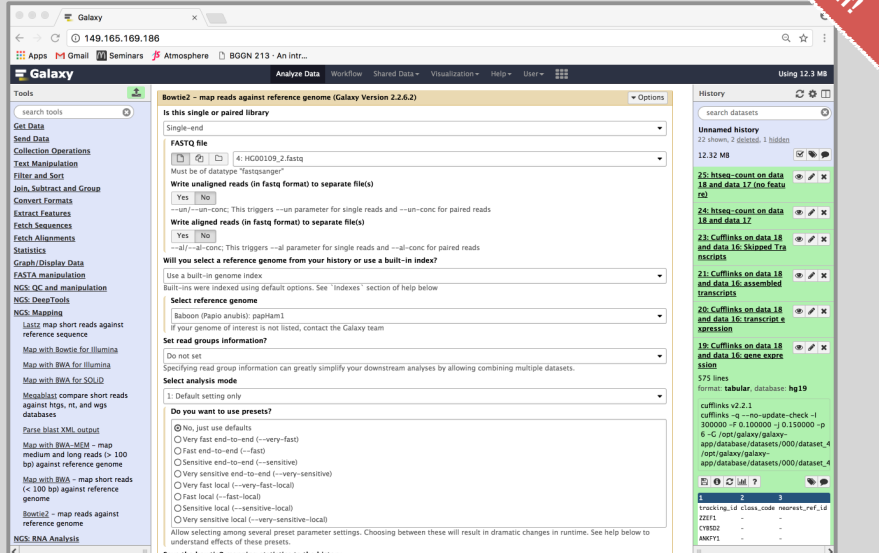 Galaxy
149.165.169.186
Apps M Gmail Seminars Atmosphere BGGN 213 · An intr...
Galaxy
Analyze Data Workflow Shared Data Visualization Help User
Using 12.3 MB
Tools
search tools
Get Data
Send Data
Collection Operations
Text Manipulation
Filter and Sort
Join, Subtract and Group
Convert Formats
Extract Features
Fetch Sequences
Fetch Alignments
Statistics
Graph/Display Data
FASTA manipulation
NGS: QC and manipulation
NGS: DeepTools
NGS: Mapping
Lastz map short reads against
reference sequence
Map with Bowtie for Illumina
Map with BWA for Illumina
Map with BWA for SOLiD
Megablast compare short reads
against htgs, nt, and wgs
databases
Parse blast XML output
Map with BWA-MEM - map
medium and long reads (> 100
bp) against reference genome
Map with BWA - map short reads
(< 100 bp) against reference
genome
Bowtie2 - map reads against
reference genome
NGS: RNA Analysis
Bowtie2 - map reads against reference genome (Galaxy Version 2.2.6.2)
Options
Is this single or paired library
Single-end
FASTQ file
4: HG00109_2.fastq
Must be of datatype "fastqsanger"
Write unaligned reads (in fastq format) to separate file(s)
Yes No
--un/--un-conc; This triggers --un parameter for single reads and --un-conc for paired reads
Write aligned reads (in fastq format) to separate file(s)
Yes No
--al/--al-conc; This triggers --al parameter for single reads and --al-conc for paired reads
Will you select a reference genome from your history or use a built-in index?
Use a built-in genome index
Built-ins were indexed using default options. See `Indexes` section of help below
Select reference genome
Baboon (Papio anubis): papHam1
If your genome of interest is not listed, contact the Galaxy team
Set read groups information?
Do not set
Specifying read group information can greatly simplify your downstream analyses by allowing combining multiple datasets.
Select analysis mode
1: Default setting only
Do you want to use presets?
No, just use defaults
Very fast end-to-end (--very-fast)
Fast end-to-end (--fast)
Sensitive end-to-end (--sensitive)
Very sensitive end-to-end (--very-sensitive)
Very fast local (--very-fast-local)
Fast local (--fast-local)
Sensitive local (--sensitive-local)
Very sensitive local (--very-sensitive-local)
Allow selecting among several preset parameter settings. Choosing between these will result in dramatic changes in runtime. See help below to
understand effects of these presets.
History
search datasets
Unnamed history
22 shown, 2 deleted, 1 hidden
12.32 MB
25: htseq-count on data
18 and data 17 (no featu
re)
24: htseq-count on data
18 and data 17
23: Cufflinks on data 18
and data 16: Skipped Tra
nscripts
21: Cufflinks on data 18
and data 16: assembled
transcripts
20: Cufflinks on data 18
and data 16: transcript e
xpression
19: Cufflinks on data 18
and data 16: gene expre
ssion
575 lines
format: tabular, database: hg19
cufflinks v2.2.1
cufflinks -q --no-update-check -I
300000 -F 0.100000 -j 0.150000 -p
6 -G /opt/galaxy/galaxy-
app/database/datasets/000/dataset_4
/opt/galaxy/galaxy-
app/database/datasets/000/dataset_4
1 2 3
tracking_id class_code nearest_ref_id
ZZEF1 - -
CYB5D2 - -
ANKFY1 - -